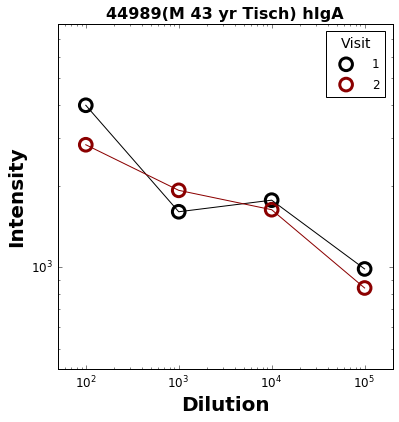 44989(M 43 yr Tisch) hIgA
Visit
1
2
Intensity
10³
10² 10³ 10⁴ 10⁵
Dilution